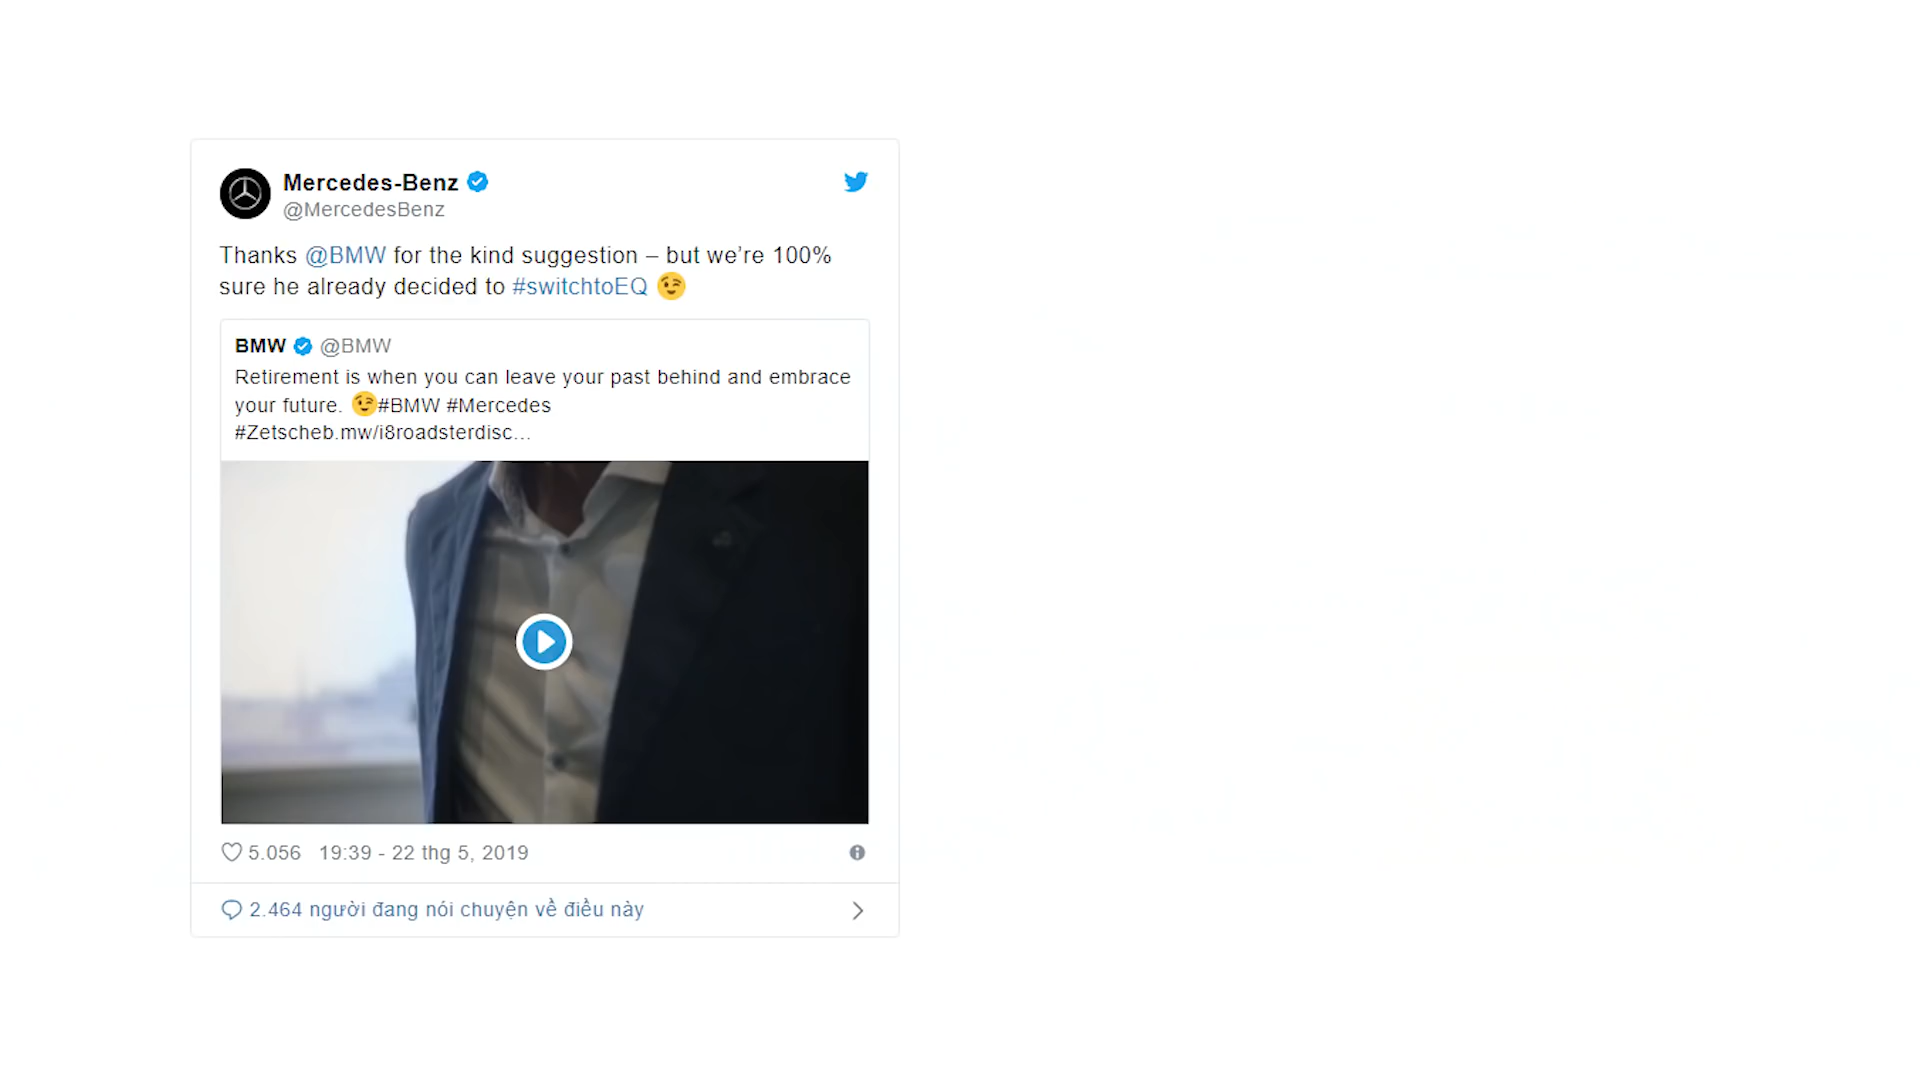 Mercedes-Benz
@MercedesBenz
Thanks @BMW for the kind suggestion – but we’re 100%
sure he already decided to #switchtoEQ 😉
BMW @BMW
Retirement is when you can leave your past behind and embrace
your future. 😉#BMW #Mercedes
#Zetscheb.mw/i8roadsterdisc...
5.056 19:39 - 22 thg 5, 2019
2.464 người đang nói chuyện về điều này